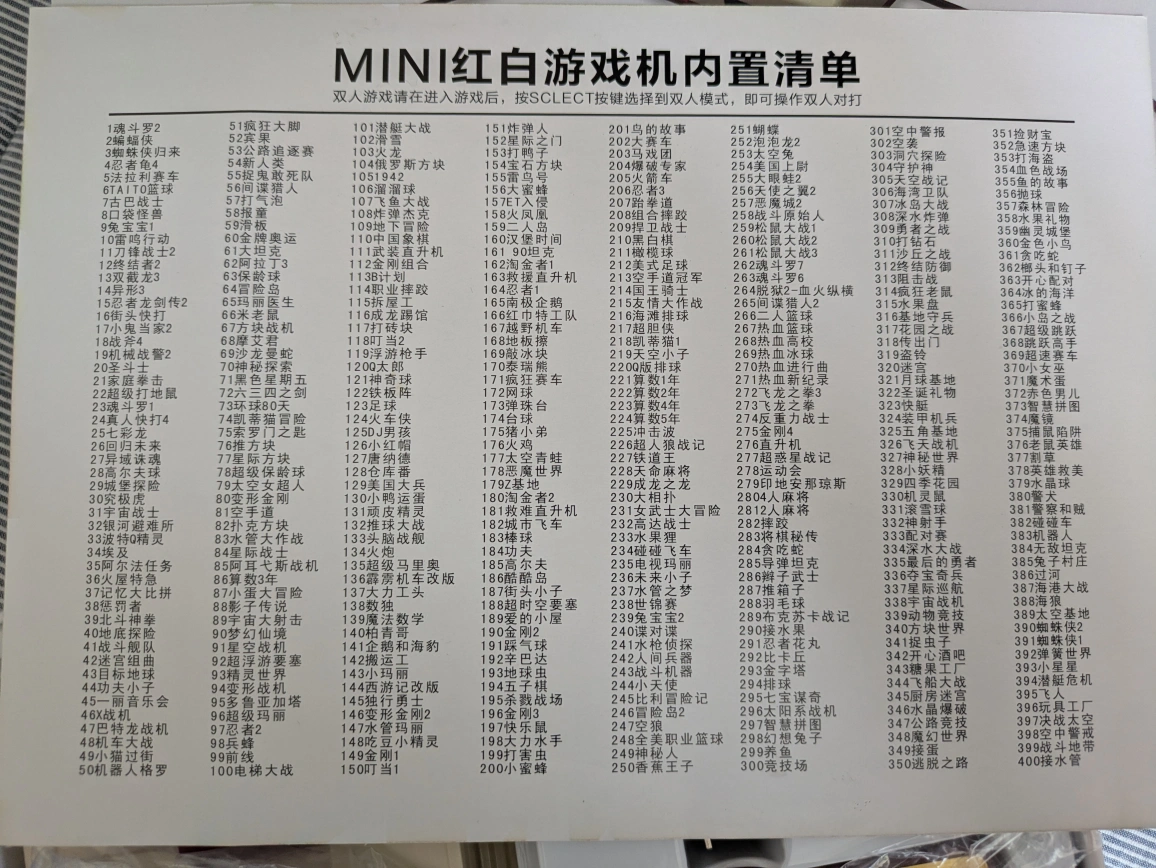 MINI红白游戏机内置清单
双人游戏请在进入游戏后，按SCLECT按键选择到双人模式，即可操作双人对打
1魂斗罗2
2蝙蝠侠
3蜘蛛侠归来
4忍者龟4
5法拉利赛车
6TAITO篮球
7古巴战士
8口袋怪兽
9兔宝宝1
10雷鸣行动
11刀锋战士2
12终结者2
13双截龙3
14异形3
15忍者龙剑传2
16街头快打
17小鬼当家2
18战斧4
19机械战警2
20圣斗士
21家庭拳击
22超级打地鼠
23魂斗罗1
24真人快打4
25七彩龙
26回归未来
27异域诛魂
28高尔夫球
29城堡探险
30究极虎
31宇宙战士
32银河避难所
33波特Q精灵
34埃及
35阿尔法任务
36火屋特急
37记忆大比拼
38惩罚者
39北斗神拳
40地底探险
41战斗舰队
42迷宫组曲
43目标地球
44功夫小子
45一丽音乐会
46X战机
47巴特龙战机
48机车大战
49小猫过街
50机器人格罗
51疯狂大脚
52宾果
53公路追逐赛
54新人类
55捉鬼敢死队
56间谍猎人
57打气泡
58报童
59滑板
60金牌奥运
61大坦克
62阿拉丁3
63保龄球
64冒险岛
65玛丽医生
66米老鼠
67方块战机
68摩艾君
69沙龙曼蛇
70神秘探索
71黑色星期五
72六三四之剑
73环球80天
74凯蒂猫冒险
75索罗门之匙
76推方块
77星际方块
78超级保龄球
79太空女超人
80变形金刚
81空手道
82扑克方块
83水管大作战
84星际战士
85阿耳弋斯战机
86算数3年
87小蛋大冒险
88影子传说
89宇宙大射击
90梦幻仙境
91星空战机
92超浮游要塞
93精灵世界
94变形战机
95多鲁亚加塔
96超级玛丽
97忍者2
98兵蜂
99前线
100电梯大战
101潜艇大战
102滑雪
103火龙
104俄罗斯方块
1051942
106溜溜球
107飞鱼大战
108炸弹杰克
109地下冒险
110中国象棋
111武装直升机
112金刚组合
113B计划
114职业摔跤
115拆屋工
116成龙踢馆
117打砖块
118叮当2
119浮游枪手
120Q太郎
121神奇球
122铁板阵
123足球
124火车侠
125DJ男孩
126小红帽
127唐纳德
128仓库番
129美国大兵
130小鸭运蛋
131顽皮精灵
132推球大战
133头脑战舰
134火炮
135超级马里奥
136霹雳机车改版
137大力工头
138数独
139魔法数学
140柏青哥
141企鹅和海豹
142搬运工
143小玛丽
144西游记改版
145独行勇士
146变形金刚2
147水管玛丽
148吃豆小精灵
149金刚1
150叮当1
151炸弹人
152星际之门
153打鸭子
154宝石方块
155雷鸟号
156大蜜蜂
157ET入侵
158火凤凰
159二人岛
160汉堡时间
161 90坦克
162淘金者1
163救援直升机
164忍者1
165南极企鹅
166红巾特工队
167越野机车
168地板擦
169敲冰块
170泰瑞熊
171疯狂赛车
172网球
173弹珠台
174台球
175猪小弟
176火鸡
177太空青蛙
178恶魔世界
179Z基地
180淘金者2
181救难直升机
182城市飞车
183棒球
184功夫
185高尔夫
186酷酷岛
187街头小子
188超时空要塞
189爱的小屋
190金刚2
191踩气球
192辛巴达
193地球虫
194五子棋
195杀戮战场
196金刚3
197快乐鼠
198大力水手
199打害虫
200小蜜蜂
201鸟的故事
202大赛车
203马戏团
204爆破专家
205火箭车
206忍者3
207跆拳道
208组合摔跤
209捍卫战士
210黑白棋
211橄榄球
212美式足球
213空手道冠军
214国王骑士
215友情大作战
216海滩排球
217超胆侠
218凯蒂猫1
219天空小子
220Q版排球
221算数1年
222算数2年
223算数4年
224算数5年
225冲击波
226超人狼战记
227铁道王
228天命麻将
229成龙之龙
230大相扑
231女武士大冒险
232高达战士
233水果狸
234碰碰飞车
235电视玛丽
236未来小子
237水管之梦
238世锦赛
239兔宝宝2
240谍对谍
241水枪侦探
242人间兵器
243战斗机器
244小天使
245比利冒险记
246冒险岛2
247空狼
248全美职业篮球
249神秘人
250香蕉王子
251蝴蝶
252泡泡龙2
253太空兔
254美国上尉
255大眼蛙2
256天使之翼2
257恶魔城2
258战斗原始人
259松鼠大战1
260松鼠大战2
261松鼠大战3
262魂斗罗7
263魂斗罗6
264脱狱2-血火纵横
265间谍猎人2
266二人篮球
267热血篮球
268热血高校
269热血冰球
270热血进行曲
271热血新纪录
272飞龙之拳3
273飞龙之拳
274反重力战士
275金刚4
276直升机
277超惑星战记
278运动会
279印地安那琼斯
2804人麻将
2812人麻将
282摔跤
283将棋秘传
284贪吃蛇
285导弹坦克
286辫子武士
287推箱子
288羽毛球
289布克苏卡战记
290接水果
291忍者花丸
292比卡丘
293金字塔
294排球
295七宝谋奇
296太阳系战机
297智慧拼图
298幻想兔子
299养鱼
300竞技场
301空中警报
302空袭
303洞穴探险
304守护神
305天空战记
306海湾卫队
307冰岛大战
308深水炸弹
309勇者之战
310打钻石
311沙丘之战
312终结防御
313阻击战
314疯狂老鼠
315水果盘
316基地守兵
317花园之战
318传出门
319盗铃
320迷宫
321月球基地
322圣诞礼物
323快艇
324装甲机兵
325五角基地
326飞天战机
327神秘世界
328小妖精
329四季花园
330机灵鼠
331滚雪球
332神射手
333配对赛
334深水大战
335最后的勇者
336夺宝奇兵
337星际巡航
338宇宙战机
339动物竞技
340方块世界
341捉虫子
342开心酒吧
343糖果工厂
344飞船大战
345厨房迷宫
346水晶爆破
347公路竞技
348魔幻世界
349接蛋
350逃脱之路
351捡财宝
352急速方块
353打海盗
354血色战场
355鱼的故事
356抛球
357森林冒险
358水果礼物
359幽灵城堡
360金色小鸟
361贪吃蛇
362榔头和钉子
363开心配对
364冰的海洋
365打蜜蜂
366小岛之战
367超级跳跃
368跳跃高手
369超速赛车
370小女巫
371魔术蛋
372赤色男儿
373智慧拼图
374魔镜
375捕鼠陷阱
376老鼠英雄
377割草
378英雄救美
379水晶球
380警犬
381警察和贼
382碰碰车
383机器人
384无敌坦克
385兔子村庄
386过河
387海港大战
388海狼
389太空基地
390蜘蛛侠2
391蜘蛛侠1
392弹簧世界
393小星星
394潜艇危机
395飞人
396玩具工厂
397决战太空
398空中警戒
399战斗地带
400接水管